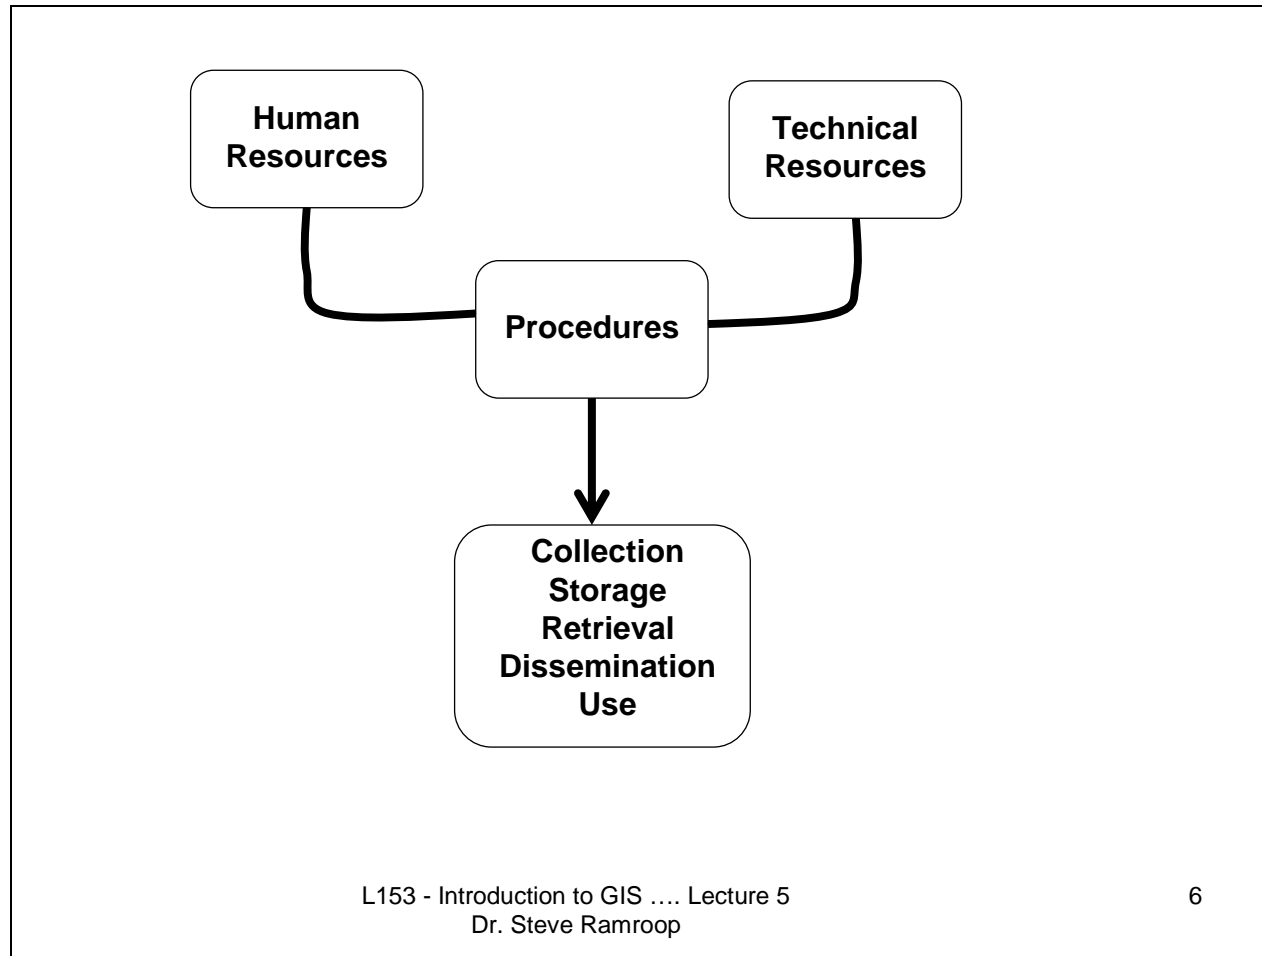 Human
Resources
Technical
Resources
Procedures
Collection
Storage
Retrieval
Dissemination
Use
L153 - Introduction to GIS …. Lecture 5
Dr. Steve Ramroop
6